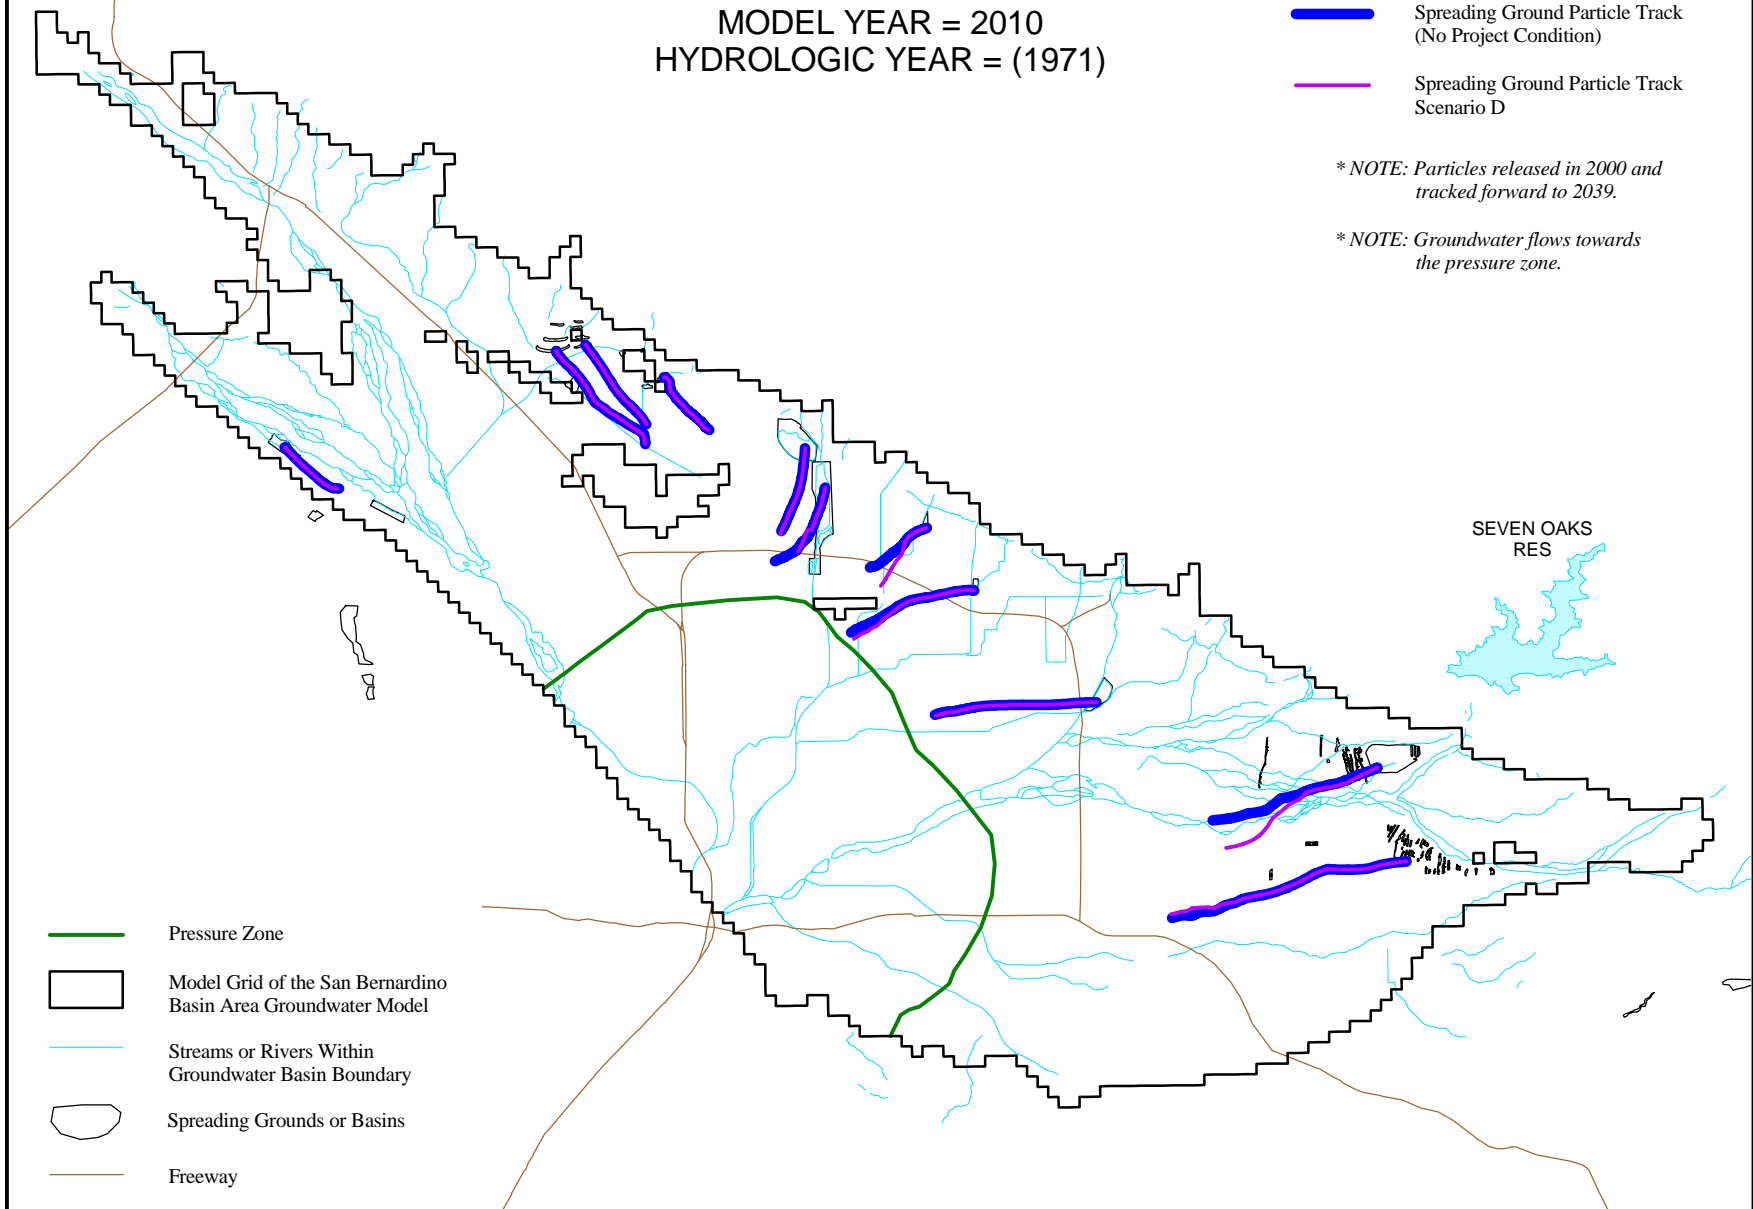 MODEL YEAR = 2010
HYDROLOGIC YEAR = (1971)
Spreading Ground Particle Track
(No Project Condition)
Spreading Ground Particle Track
Scenario D
* NOTE: Particles released in 2000 and
tracked forward to 2039.
* NOTE: Groundwater flows towards
the pressure zone.
SEVEN OAKS
RES
Pressure Zone
Model Grid of the San Bernardino
Basin Area Groundwater Model
Streams or Rivers Within
Groundwater Basin Boundary
Spreading Grounds or Basins
Freeway